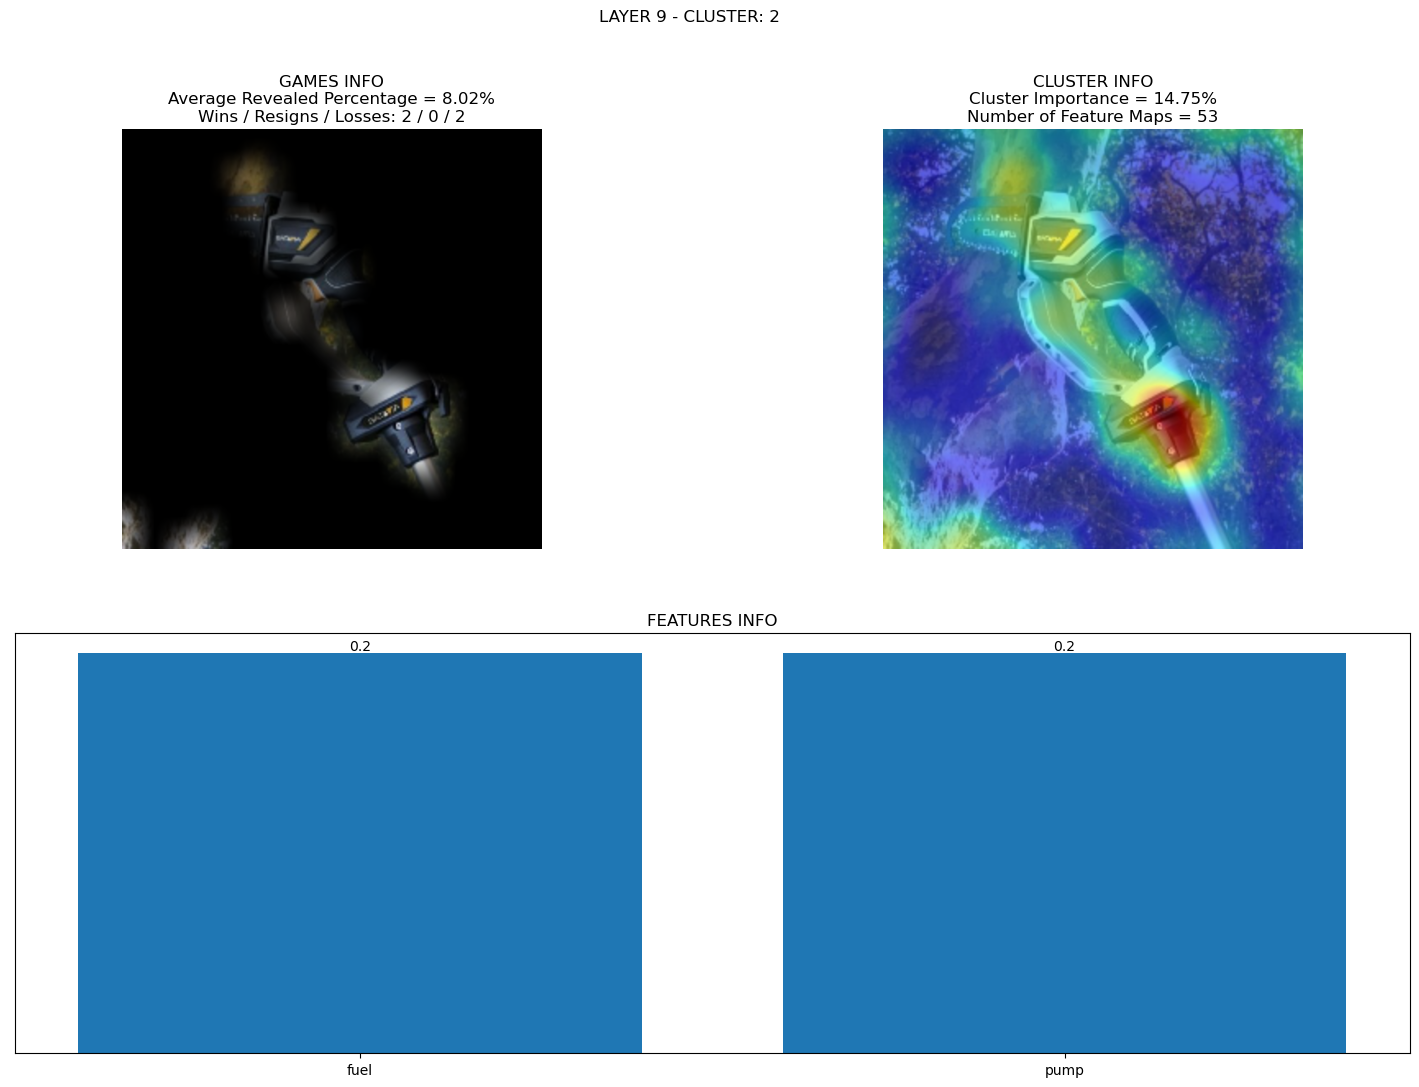 LAYER 9 - CLUSTER: 2
GAMES INFO
Average Revealed Percentage = 8.02%
Wins / Resigns / Losses: 2 / 0 / 2
CLUSTER INFO
Cluster Importance = 14.75%
Number of Feature Maps = 53
FEATURES INFO
0.2
0.2
fuel
pump